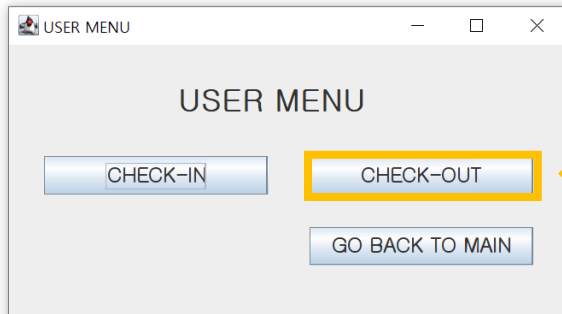 USER MENU
USER MENU
CHECK-IN
CHECK-OUT
GO BACK TO MAIN